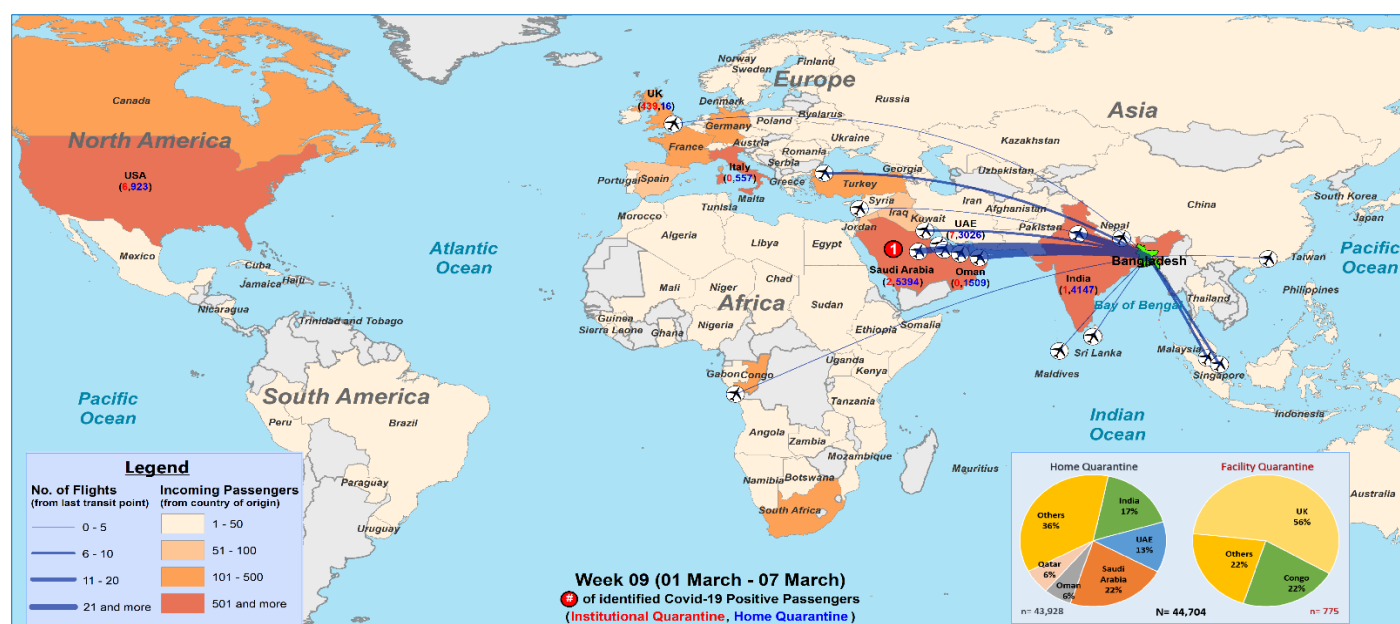 Norway
Finland
Sweden
Europe
Canada
UK
(439,16)
Denmark
Russia
Asia
North America
Germany
Poland
Byelarus
USA
(6,923)
France
Austria
Ukraine
Kazakhstan
Romania
Italy
(0,557)
Serbia
Georgia
Uzbekistan
Portugal
Spain
Greece
Turkey
South Korea
Malta
Syria
Iran
Afghanistan
China
Japan
Morocco
Tunisia
Iraq
Kuwait
Jordan
UAE
(7,3026)
Pakistan
Nepal
Atlantic
Ocean
Pacific
Ocean
Mexico
Algeria
Libya
Egypt
1
Bangladesh
Taiwan
Cuba
Haiti
Jamaica
Saudi Arabia
(2,5394)
Oman
(0,1509)
India
(1,4147)
Mali
Niger
Chad
Africa
Sudan
Bay of Bengal
Thailand
Philippines
Nicaragua
Trinidad and Tobago
Guinea
Sierra Leone
Ghana
Nigeria
Ethiopia
Somalia
Sri Lanka
Maldives
Malaysia
Singapore
Uganda
Kenya
Gabon
Congo
Pacific
Ocean
South America
Peru
Brazil
Tanzania
Indonesia
Indian
Ocean
Angola
Zambia
Mozambique
Mauritius
Namibia
Botswana
South Africa
Australia
Paraguay
Uruguay
Legend
No. of Flights
(from last transit point)
Incoming Passengers
(from country of origin)
0 - 5
1 - 50
6 - 10
51 - 100
11 - 20
101 - 500
21 and more
501 and more
Week 09 (01 March - 07 March)
# of identified Covid-19 Positive Passengers
(Institutional Quarantine, Home Quarantine)
Home Quarantine
Facility Quarantine
Others
36%
India
17%
UAE
13%
Saudi
Arabia
22%
Oman
6%
Qatar
6%
UK
56%
Others
22%
Congo
22%
n= 43,928
N= 44,704
n= 775